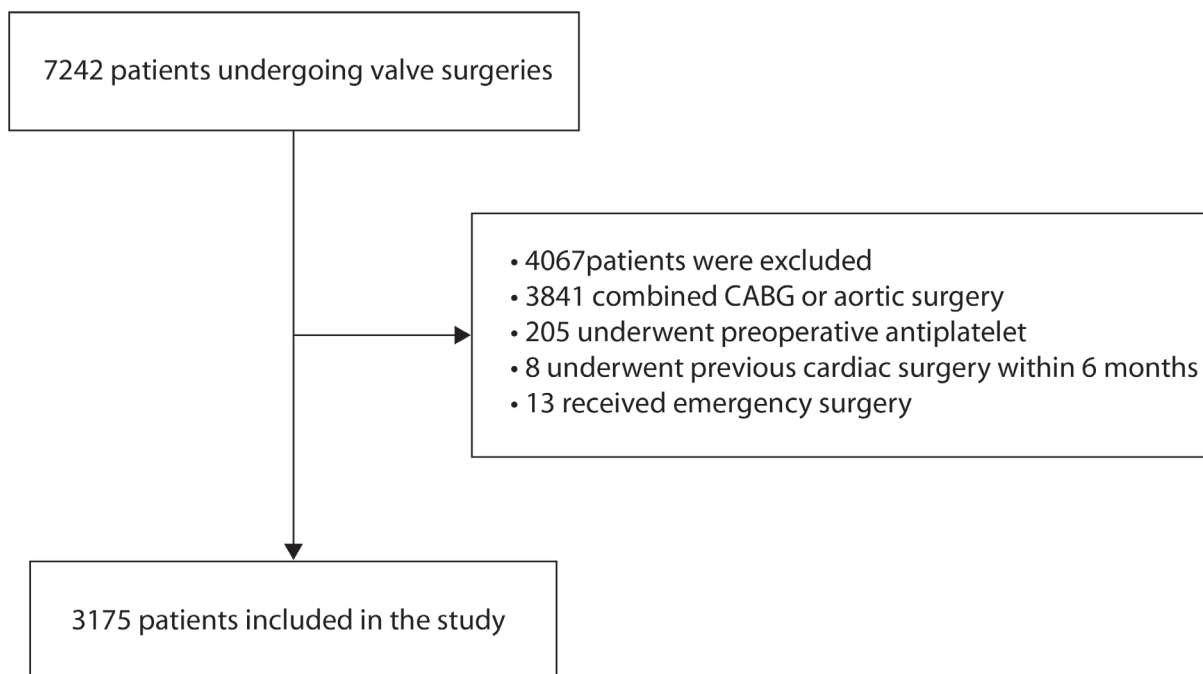 7242 patients undergoing valve surgeries
• 4067patients were excluded
• 3841 combined CABG or aortic surgery
• 205 underwent preoperative antiplatelet
• 8 underwent previous cardiac surgery within 6 months
• 13 received emergency surgery
3175 patients included in the study